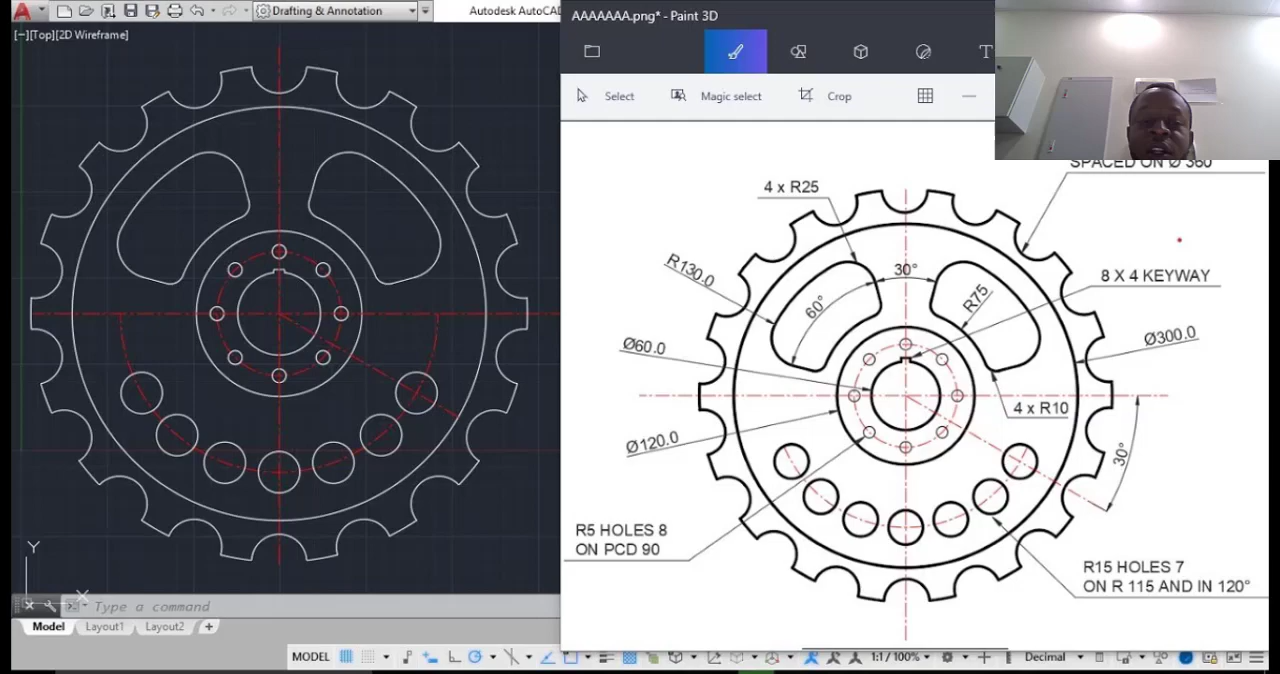 Drafting & Annotation
Autodesk AutoCAD
[−][Top][2D Wireframe]
Y
X
Type a command
Model
Layout1
Layout2
+
MODEL
1:1 / 100%
Decimal
AAAAAAA.png* - Paint 3D
T
Select
Magic select
Crop
SPACED ON Ø 360
4 x R25
R130.0
30°
60°
R75
8 X 4 KEYWAY
Ø60.0
Ø300.0
4 x R10
Ø120.0
30°
R5 HOLES 8
ON PCD 90
R15 HOLES 7
ON R 115 AND IN 120°